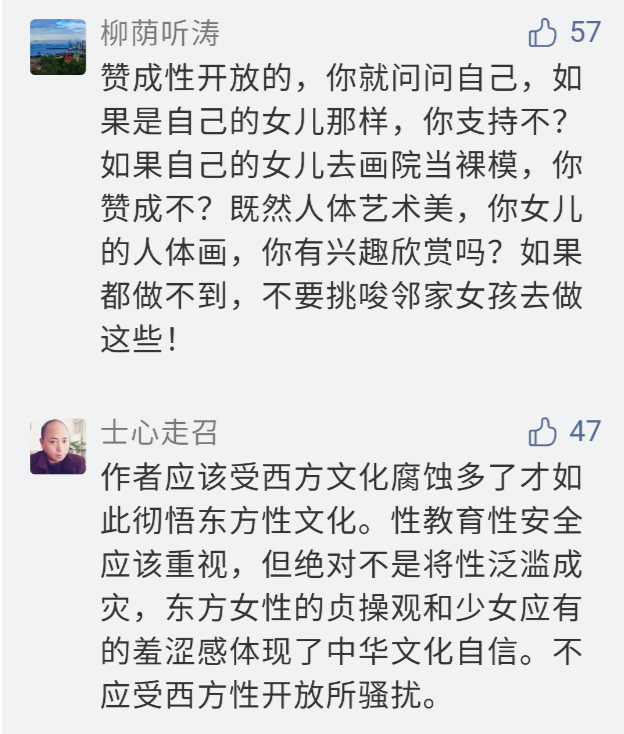 柳荫听涛 57
赞成性开放的，你就问问自己，如
果是自己的女儿那样，你支持不？
如果自己的女儿去画院当裸模，你
赞成不？既然人体艺术美，你女儿
的人体画，你有兴趣欣赏吗？如果
都做不到，不要挑唆邻家女孩去做
这些！
士心走召 47
作者应该受西方文化腐蚀多了才如
此彻悟东方性文化。性教育性安全
应该重视，但绝对不是将性泛滥成
灾，东方女性的贞操观和少女应有
的羞涩感体现了中华文化自信。不
应受西方性开放所骚扰。